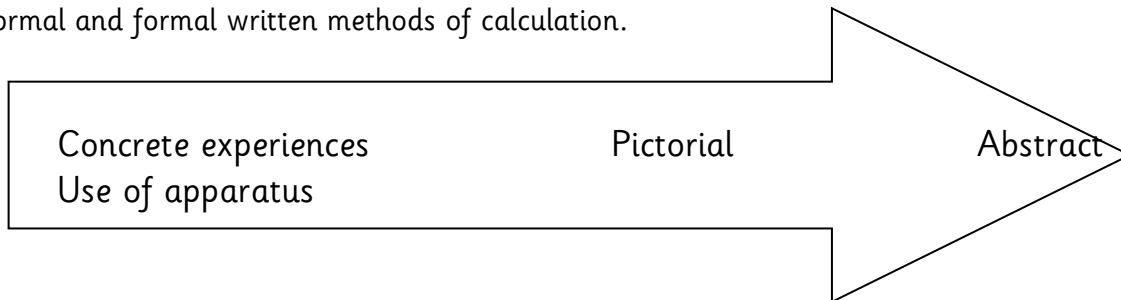 ormal and formal written methods of calculation.
Concrete experiences Pictorial Abstract
Use of apparatus